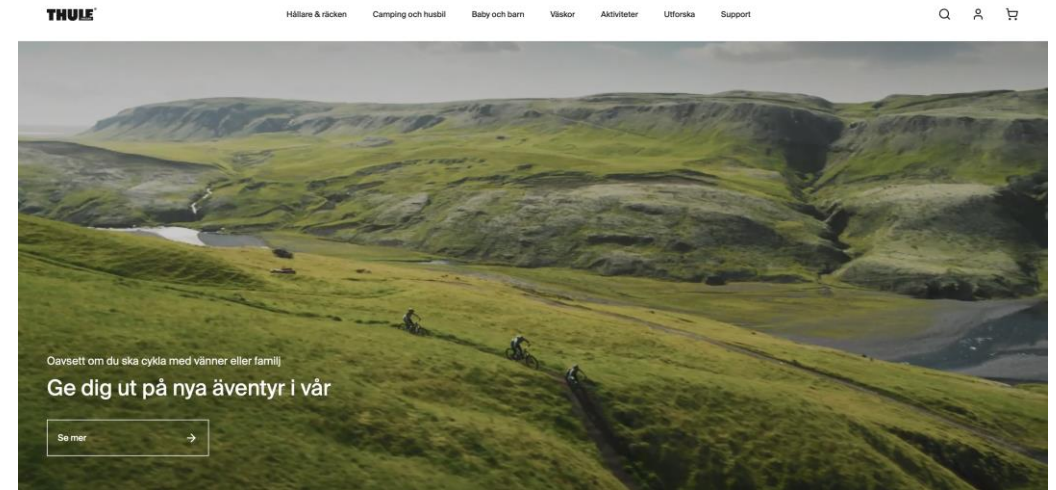 THULE
Hållare & räcken
Camping och husbil
Baby och barn
Väskor
Aktiviteter
Utforska
Support
Oavsett om du ska cykla med vänner eller familj
Ge dig ut på nya äventyr i vår
Se mer